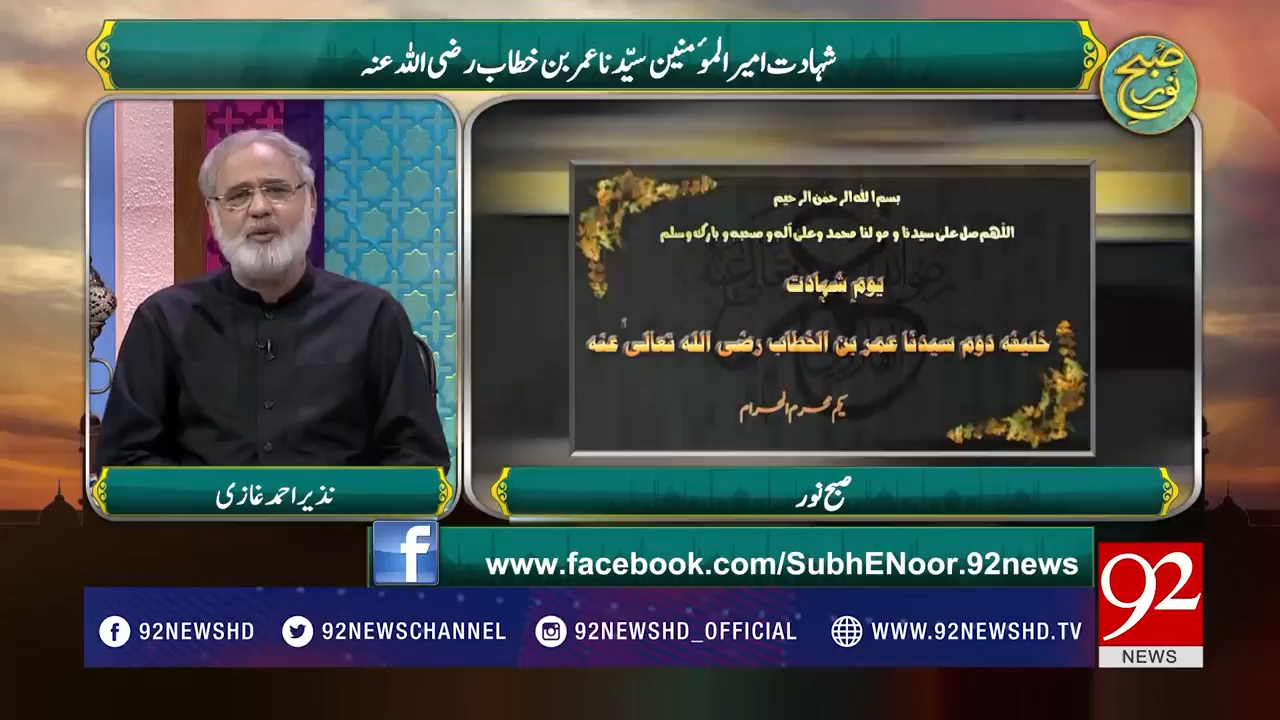 شہادت امیر المؤمنین سیّدنا عمر بن خطاب رضی اللہ عنہ
صبح نور
بسم اللہ الرحمٰن الرحیم
اللھم صل علی سیدنا و مولنا محمد وعلی آلہ و صحبہ و بارک وسلم
یوم شہادت
خلیفہ دوم سیدنا عمر بن الخطاب رضی اللہ تعالیٰ عنہ
یکم محرم الحرام
نذیر احمد غازی
صبح نور
www.facebook.com/SubhENoor.92news
92NEWSHD
92NEWSCHANNEL
92NEWSHD_OFFICIAL
WWW.92NEWSHD.TV
92
NEWS